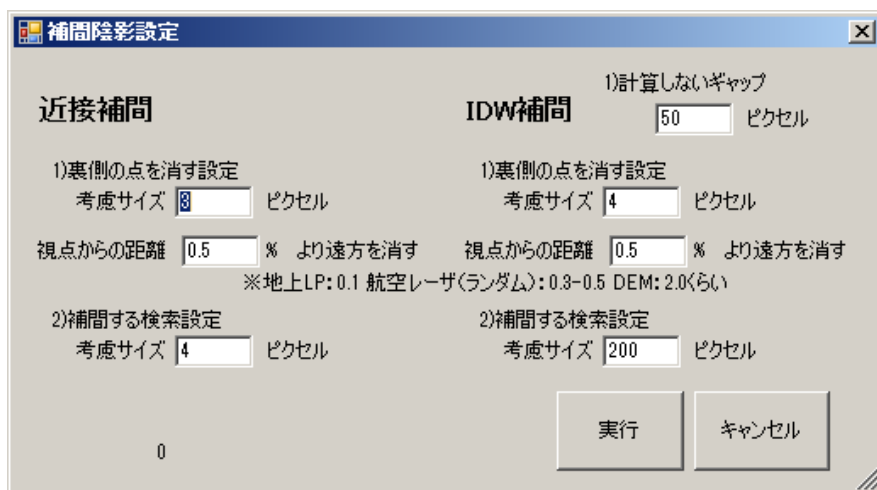 補間陰影設定
1)計算しないギャップ
近接補間 IDW補間 50 ピクセル
1)裏側の点を消す設定 1)裏側の点を消す設定
考慮サイズ 3 ピクセル 考慮サイズ 4 ピクセル
視点からの距離 0.5 % より遠方を消す 視点からの距離 0.5 % より遠方を消す
※地上LP:0.1 航空レーザ(ランダム):0.3-0.5 DEM:2.0くらい
2)補間する検索設定 2)補間する検索設定
考慮サイズ 4 ピクセル 考慮サイズ 200 ピクセル
実行 キャンセル
0